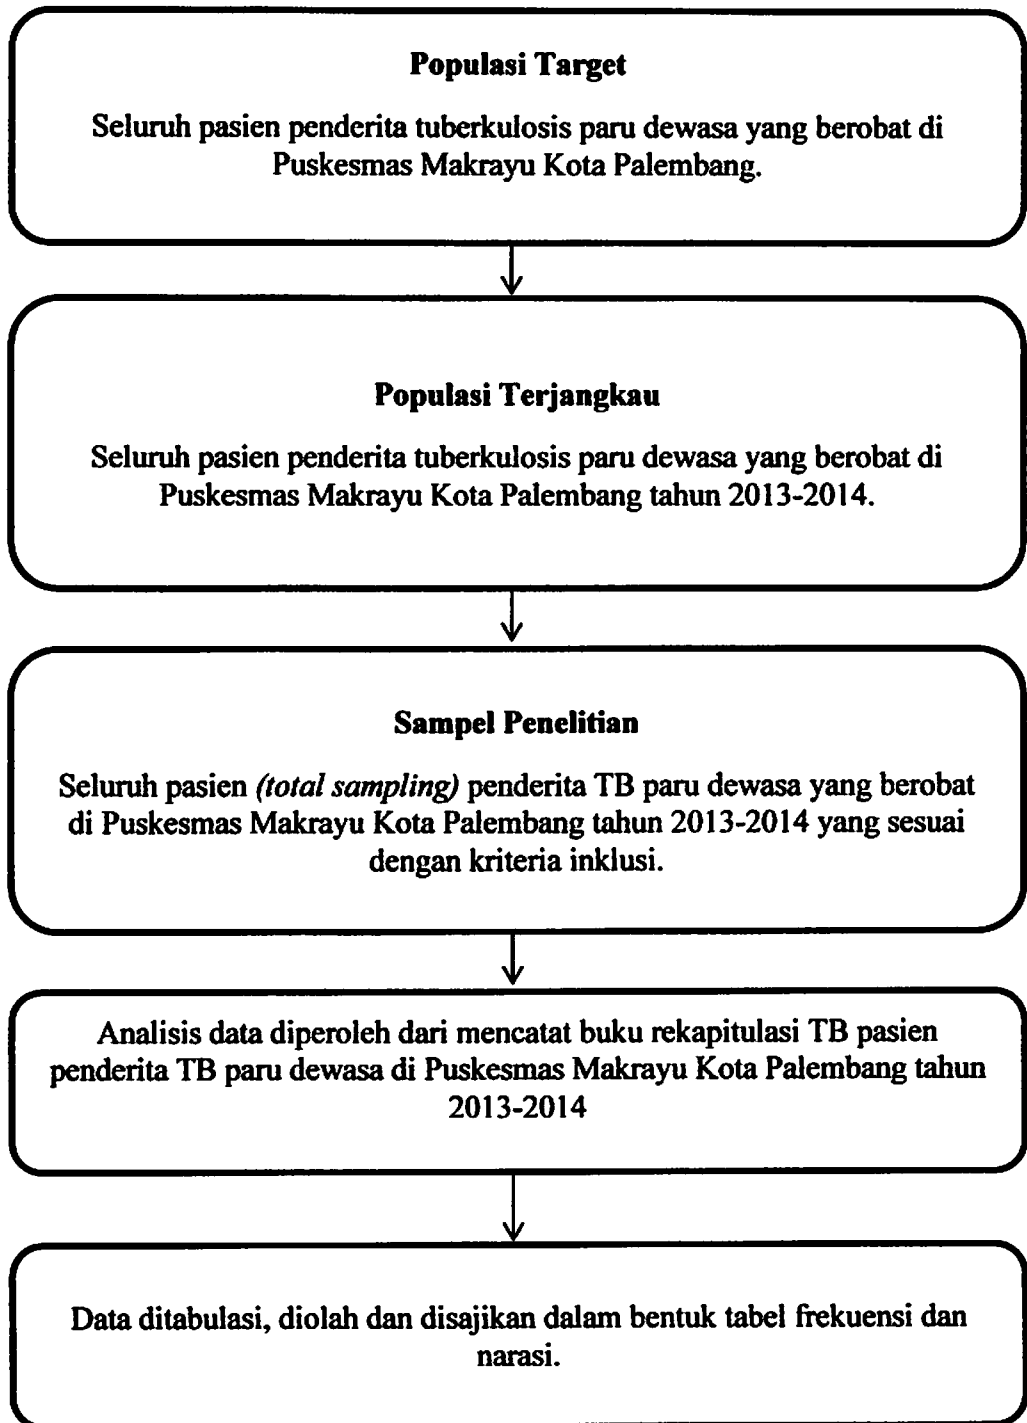 Populasi Target
Seluruh pasien penderita tuberkulosis paru dewasa yang berobat di
Puskesmas Makrayu Kota Palembang.
Populasi Terjangkau
Seluruh pasien penderita tuberkulosis paru dewasa yang berobat di
Puskesmas Makrayu Kota Palembang tahun 2013-2014.
Sampel Penelitian
Seluruh pasien (total sampling) penderita TB paru dewasa yang berobat
di Puskesmas Makrayu Kota Palembang tahun 2013-2014 yang sesuai
dengan kriteria inklusi.
Analisis data diperoleh dari mencatat buku rekapitulasi TB pasien
penderita TB paru dewasa di Puskesmas Makrayu Kota Palembang tahun
2013-2014
Data ditabulasi, diolah dan disajikan dalam bentuk tabel frekuensi dan
narasi.